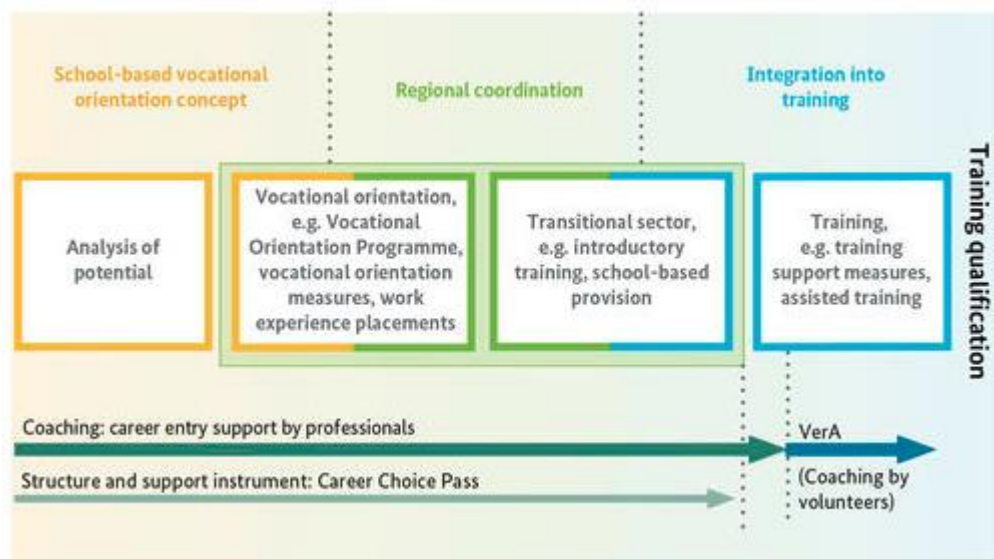 School-based vocational
orientation concept
Regional coordination
Integration into
training
Analysis of
potential
Vocational orientation,
e.g. Vocational
Orientation Programme,
vocational orientation
measures, work
experience placements
Transitional sector,
e.g. introductory
training, school-based
provision
Training,
e.g. training
support measures,
assisted training
Training qualification
Coaching: career entry support by professionals
VerA
(Coaching by
volunteers)
Structure and support instrument: Career Choice Pass